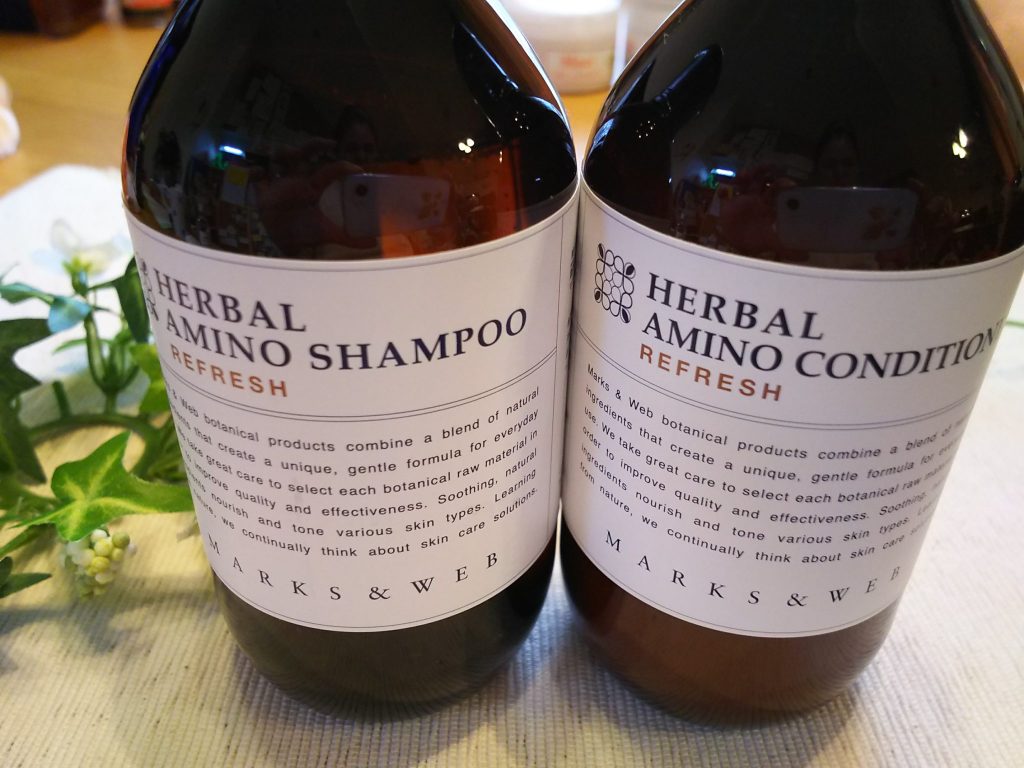 HERBAL
AMINO SHAMPOO
REFRESH
& Web botanical products combine a blend of natural
that create a unique, gentle formula for everyday
take great care to select each botanical raw material in
improve quality and effectiveness. Soothing, natural
nourish and tone various skin types. Learning
we continually think about skin care solutions.
MARKS & WEB
HERBAL
AMINO CONDITION
REFRESH
Marks & Web botanical products combine a blend of
ingredients that create a unique, gentle formula for
use. We take great care to select each botanical raw
order to improve quality and effectiveness. Soothing,
ingredients nourish and tone various skin types.
from nature, we continually think about skin care
MARKS & WEB